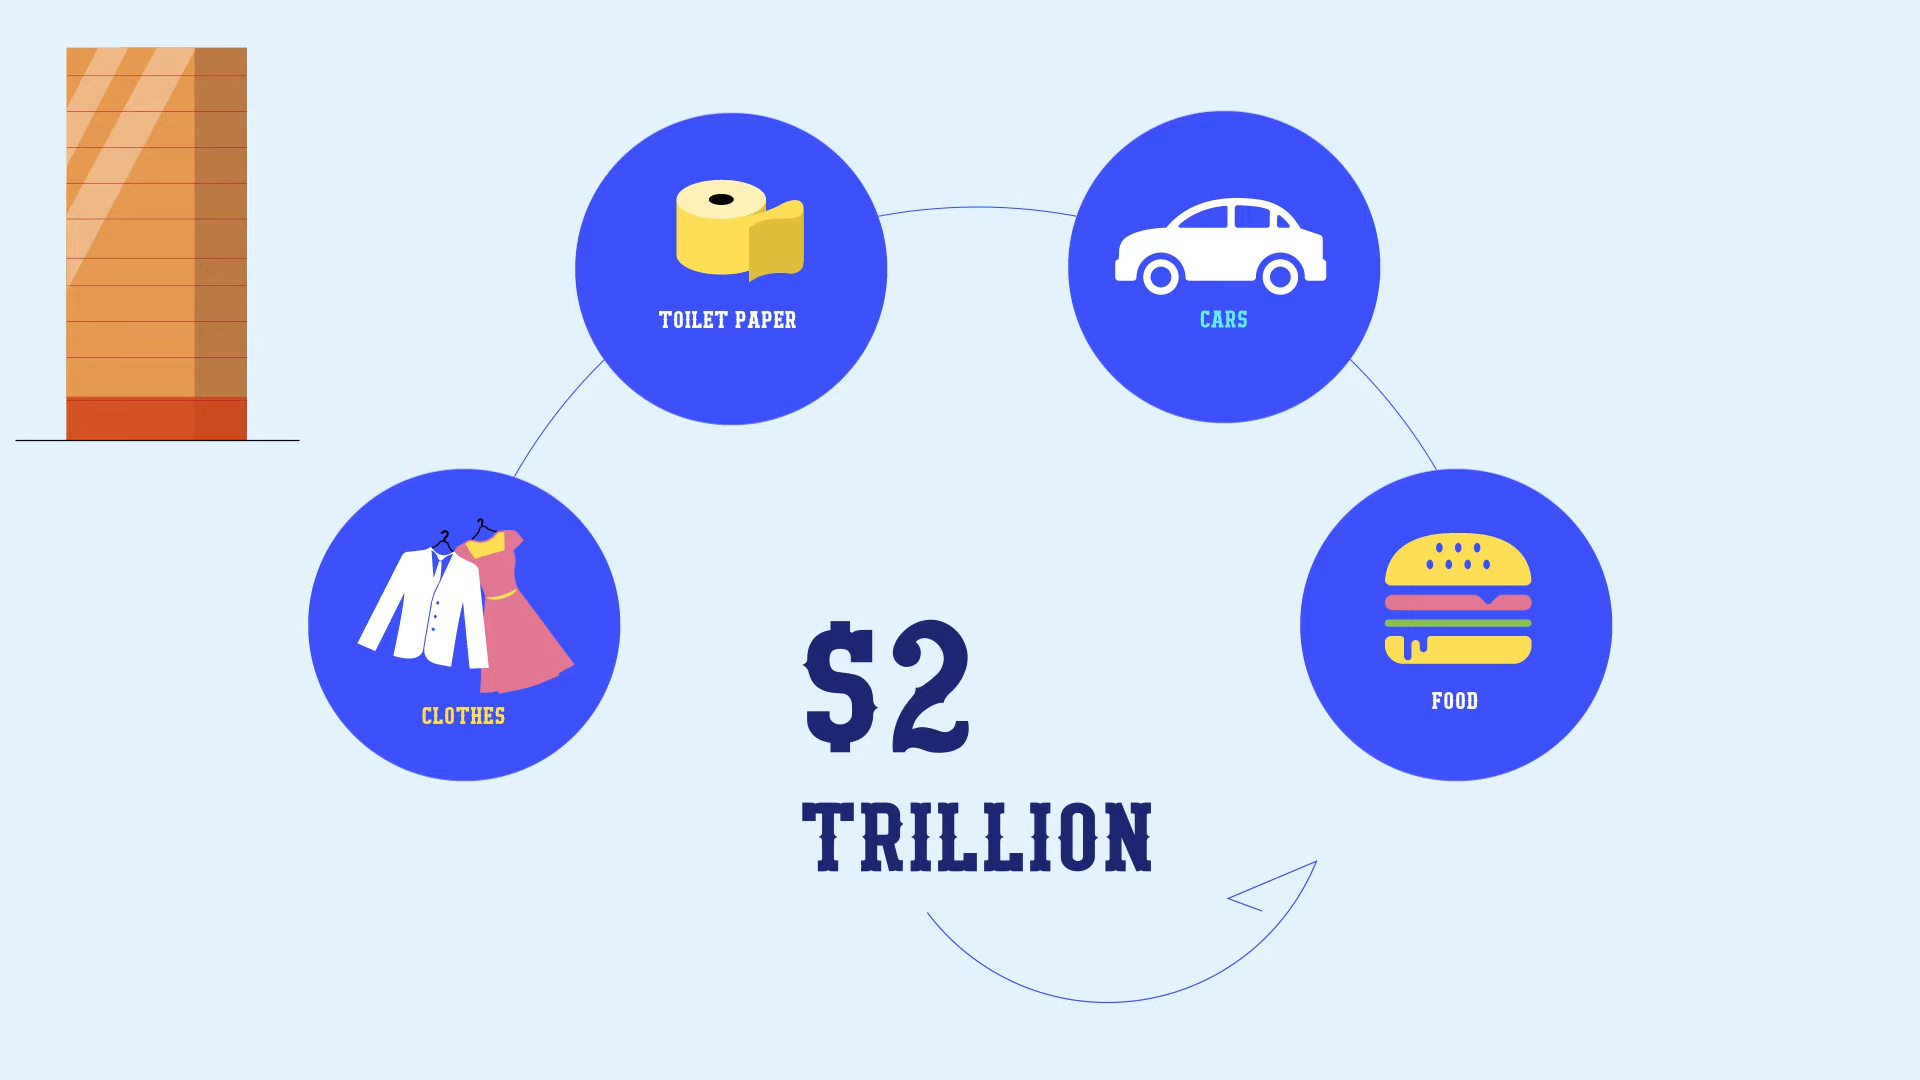 TOILET PAPER
CARS
CLOTHES
FOOD
$2
TRILLION